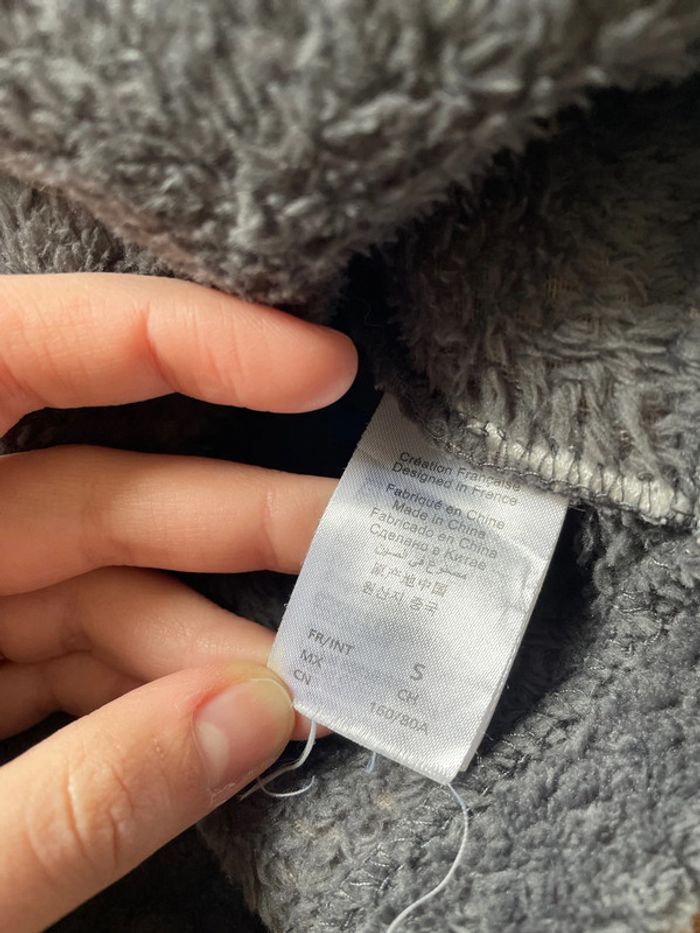 Création Française
Designed in France
Fabriqué en Chine
Made in China
Fabricado en China
Сделано в Китае
مصنوع في الصين
原产地中国
원산지 중국
FR/INT S
MX CH
CN 160/80A